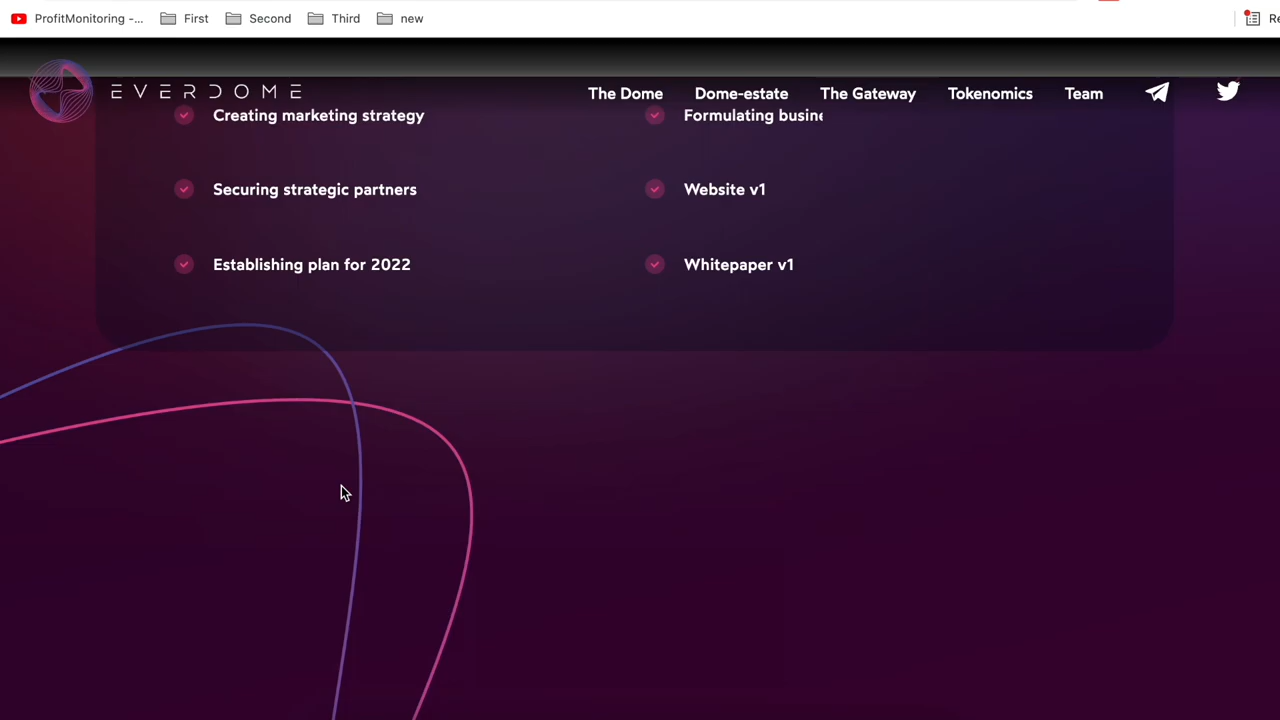 ProfitMonitoring -...
First
Second
Third
new
EVERDOME
The Dome
Dome-estate
The Gateway
Tokenomics
Team
Creating marketing strategy
Formulating
Securing strategic partners
Website v1
Establishing plan for 2022
Whitepaper v1